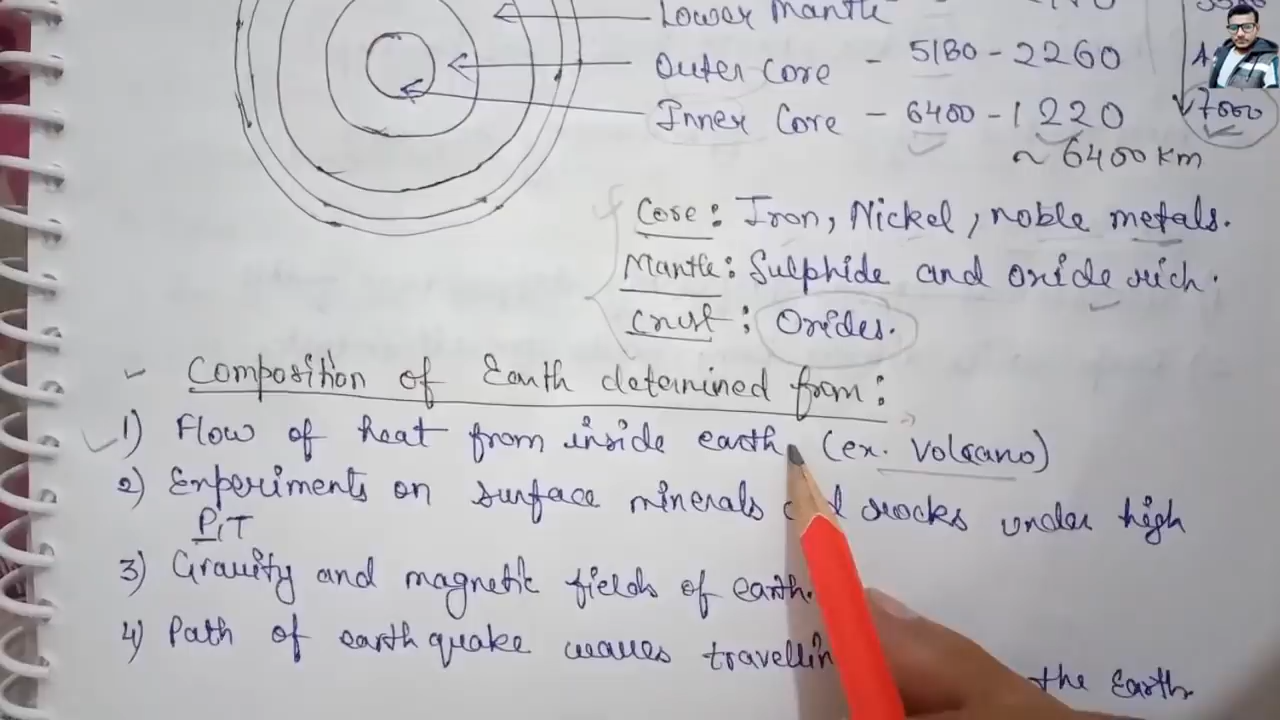 Lower Mantle
Outer Core - 5180 - 2260
Inner Core - 6400 - 1220
~ 6400 Km
7000
Core: Iron, Nickel, noble metals.
Mantle: Sulphide and oxide rich.
Crust: Oxides.
Composition of Earth determined from:
1) Flow of heat from inside earth (ex. Volcano)
2) Experiments on surface minerals rocks under high
P,T
3) Gravity and magnetic fields of earth.
4) Path of earthquake waves travellin the Earth